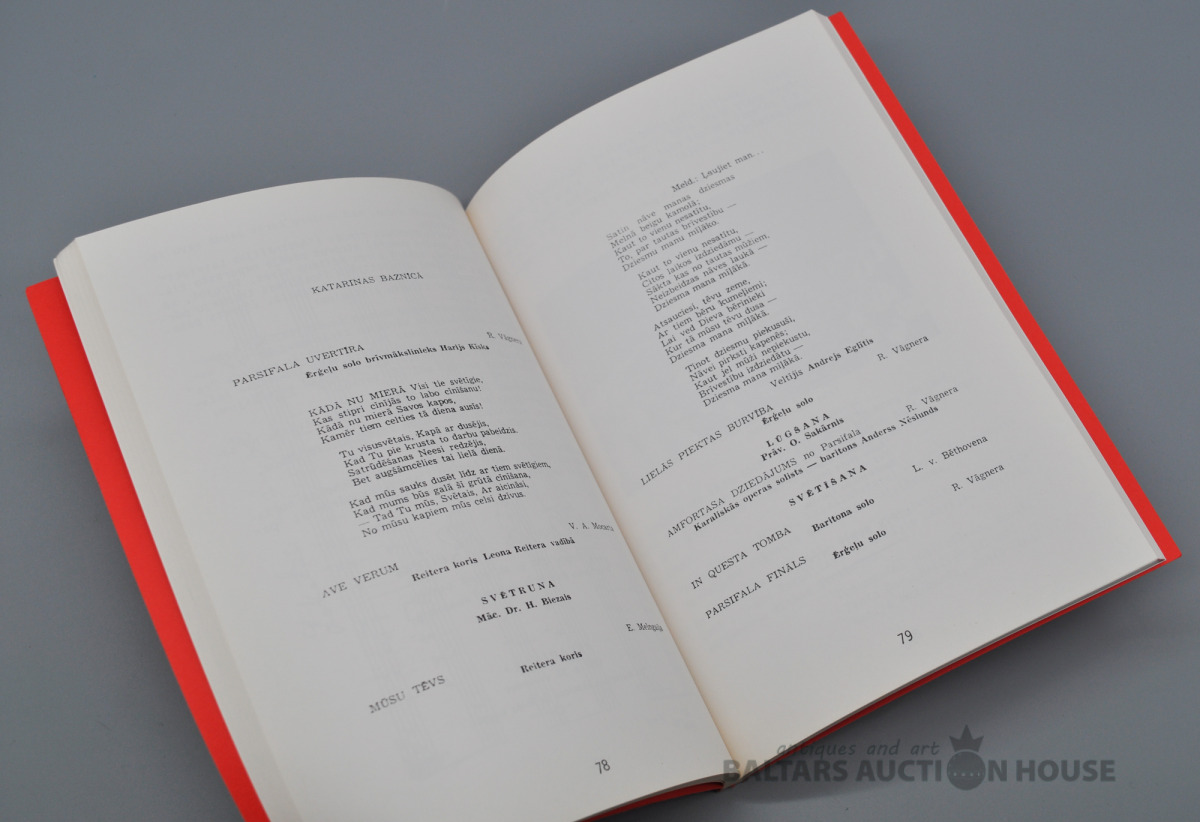 KATARINAS BAZNĪCĀ
R. Vāgnera
PARSIFALA UVERTĪRA
Ērģeļu solo brīvmākslinieks Harijs Kiska
KĀDĀ NU MIERĀ Visi tie svētīgie,
Kas stipri cīnījās to labo cīnīšanu!
Kādā nu mierā Savos kapos,
Kamēr tiem celties tā diena ausīs!
Tu visusvētais, Kapā ar dusējis,
Kad Tu pie krusta to darbu pabeidzis.
Satrūdēšanas Neesi redzējis,
Bet augšāmcēlies tai lielā dienā.
Kad mūs sauks dusēt līdz ar tiem svētīgiem,
Kad mums būs galā šī grūtā cīnīšana,
— Tad Tu mūs, Svētais, Ar aicināsi,
No mūsu kapiem mūs celsi dzīvus.
V. A. Mocarta
AVE VERUM
Reitera koris Leona Reitera vadībā
SVĒTRUNA
Māc. Dr. H. Biezais
E. Melngaiļa
MŪSU TĒVS
Reitera koris
78
Meld.: Ļaujiet man...
Satin nāve manas dziesmas
Melnā beigu kamolā;
Kaut to vienu nesatītu,
To, par tautas brīvestību —
Dziesmu manu mīļāko.
Kaut to vienu nesatītu,
Citos laikos izdziedāmu —
Sākta kas no tautas mūžiem,
Neizbeidzas nāves laukā —
Dziesma mana mīļākā.
Atsauciesi, tēvu zeme,
Ar tiem bēru kumeļiemi;
Lai ved Dieva bērinieki
Kur tā mūsu tēvu dusa —
Dziesma mana mīļākā.
Tinot dziesmu piekususi,
Nāvei pirksti kapenēs;
Kaut jel mūži nepiekustu,
Brīvestību izdziedātu —
Dziesma mana mīļākā.
Veltījis Andrejs Eglītis
R. Vāgnera
LIELĀS PIEKTAS BURVĪBA
Ērģeļu solo
LŪGŠANA
Prāv. O. Sakārnis
R. Vāgnera
AMFORTASA DZIEDĀJUMS no Parsifala
Karaliskās operas solists — baritons Anderss Nēslunds
SVĒTĪŠANA
L. v. Bēthovena
IN QUESTA TOMBA
Baritona solo
R. Vāgnera
PARSIFALA FINĀLS
Ērģeļu solo
79
antiques and art
BALTARS AUCTION HOUSE